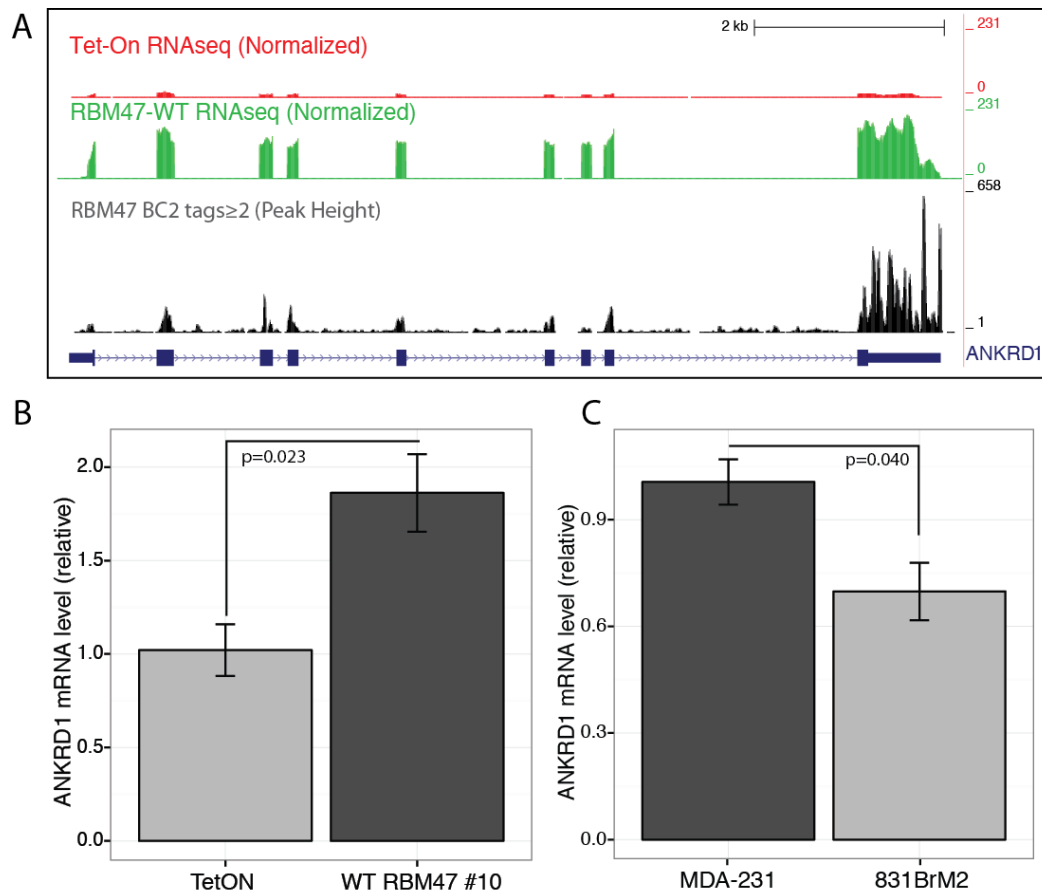 A
2 kb
231
Tet-On RNAseq (Normalized)
0
RBM47-WT RNAseq (Normalized)
231
0
658
RBM47 BC2 tags≥2 (Peak Height)
1
ANKRD1
B
ANKRD1 mRNA level (relative)
2.0
1.5
1.0
0.5
0.0
p=0.023
TetON
WT RBM47 #10
C
ANKRD1 mRNA level (relative)
0.9
0.6
0.3
0.0
p=0.040
MDA-231
831BrM2